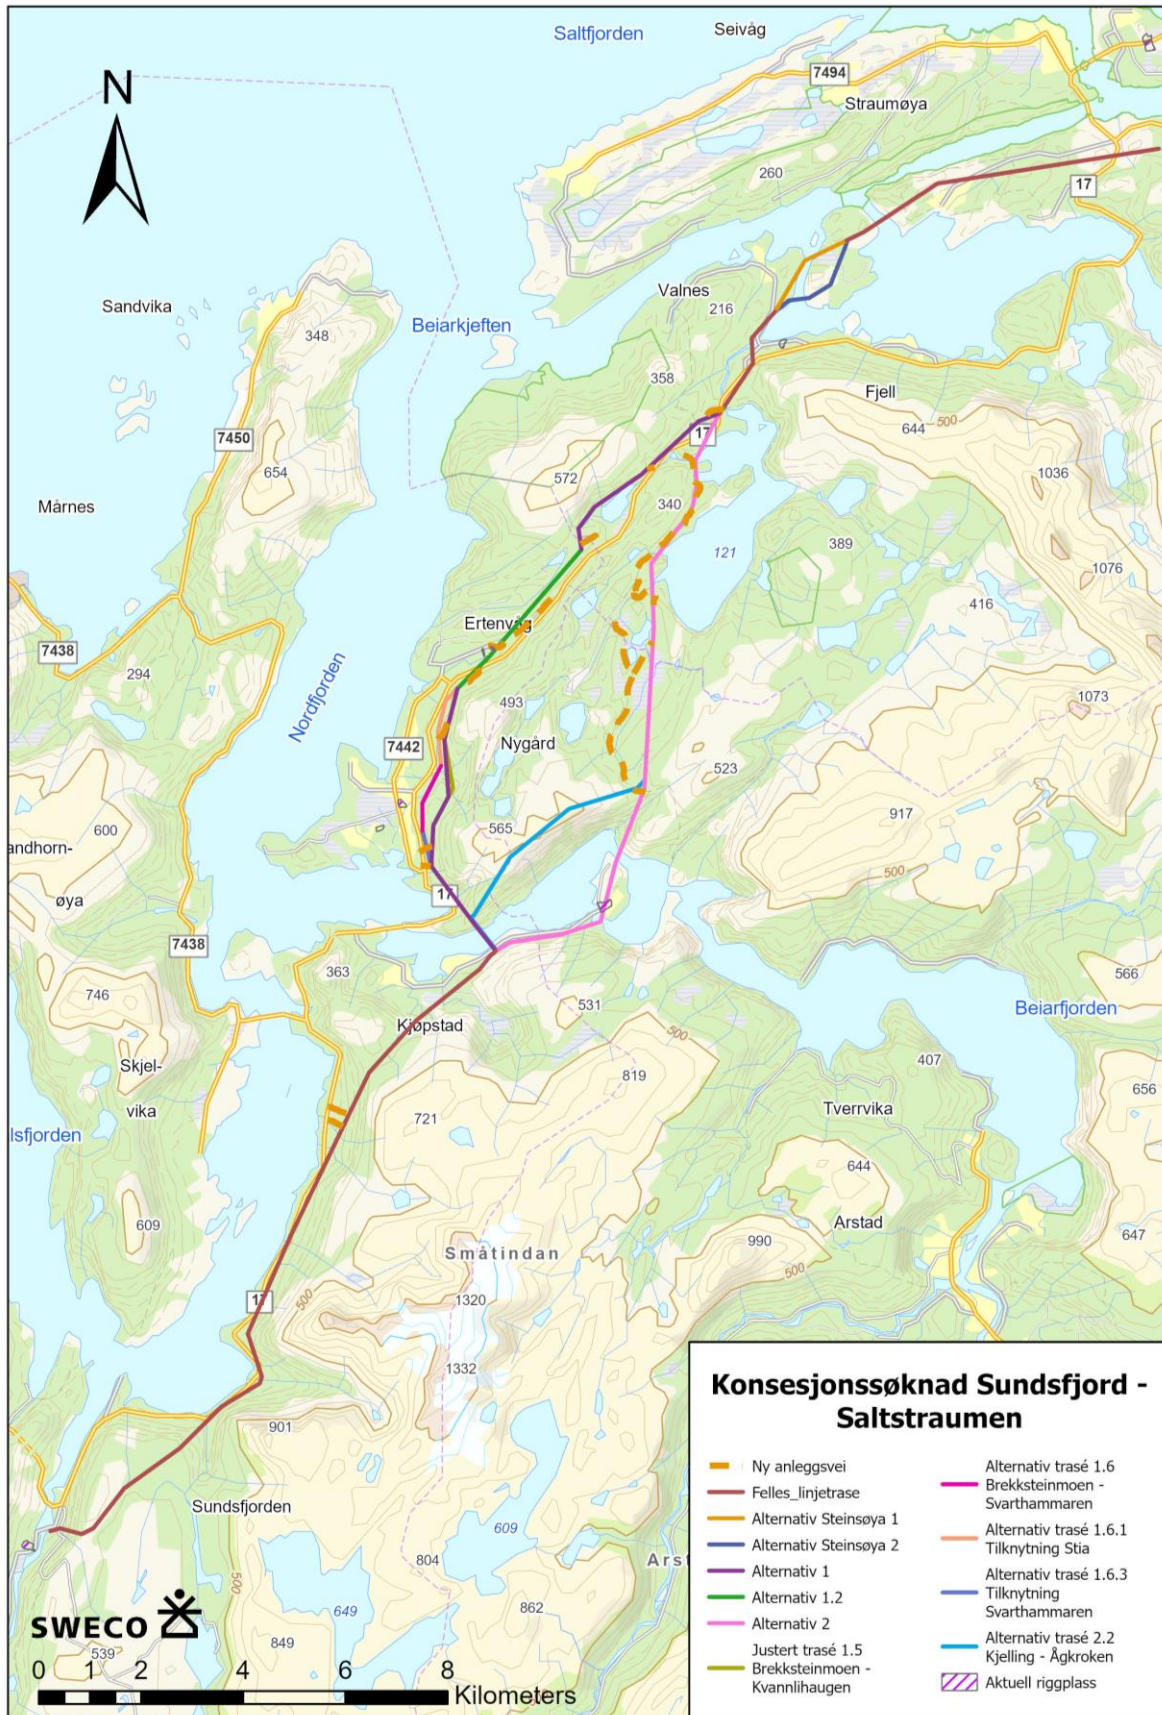 Saltfjorden
Seivåg
7494
N
Straumøya
260
17
Valnes
Sandvika
216
Beiarkjeften
348
358
Fjell
17
500
644
7450
654
572
1036
Mårnes
340
121
389
1076
416
Ertenvåg
7438
294
493
1073
Nordfjorden
7442
Nygård
523
917
565
600
andhorn-
500
17
øya
7438
363
566
746
531
Beiarfjorden
Kjøpstad
500
Skjel-
407
819
656
vika
Tverrvika
721
lsfjorden
644
609
Arstad
647
990
Småtindan
500
17
500
1320
1332
901
Sundsfjorden
609
804
Arst
500
649
862
539
849
SWECO
0 1 2 4 6 8
Kilometers
Konsesjonssøknad Sundsfjord -
Saltstraumen
Ny anleggsvei
Felles_linjetrase
Alternativ Steinsøya 1
Alternativ Steinsøya 2
Alternativ 1
Alternativ 1.2
Alternativ 2
Justert trasé 1.5
Brekksteinmoen -
Kvannlihaugen
Alternativ trasé 1.6
Brekksteinmoen -
Svarthammaren
Alternativ trasé 1.6.1
Tilknytning Stia
Alternativ trasé 1.6.3
Tilknytning
Svarthammaren
Alternativ trasé 2.2
Kjelling - Ågkroken
Aktuell riggplass